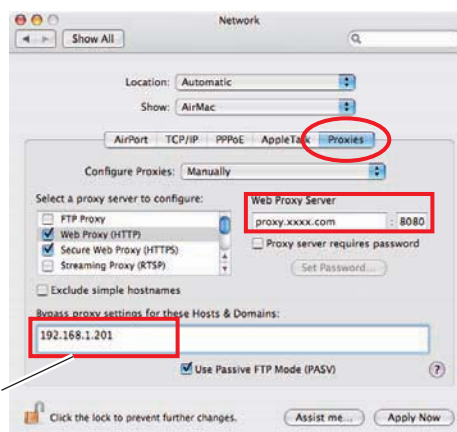 Network
Show All
Location: Automatic
Show: AirMac
AirPort TCP/IP PPPoE AppleTalk Proxies
Configure Proxies: Manually
Select a proxy server to configure:
FTP Proxy
Web Proxy (HTTP)
Secure Web Proxy (HTTPS)
Streaming Proxy (RTSP)
Web Proxy Server
proxy.xxxx.com : 8080
Proxy server requires password
Set Password...
Exclude simple hostnames
Bypass proxy settings for these Hosts & Domains:
192.168.1.201
Use Passive FTP Mode (PASV)
?
Click the lock to prevent further changes.
Assist me... Apply Now